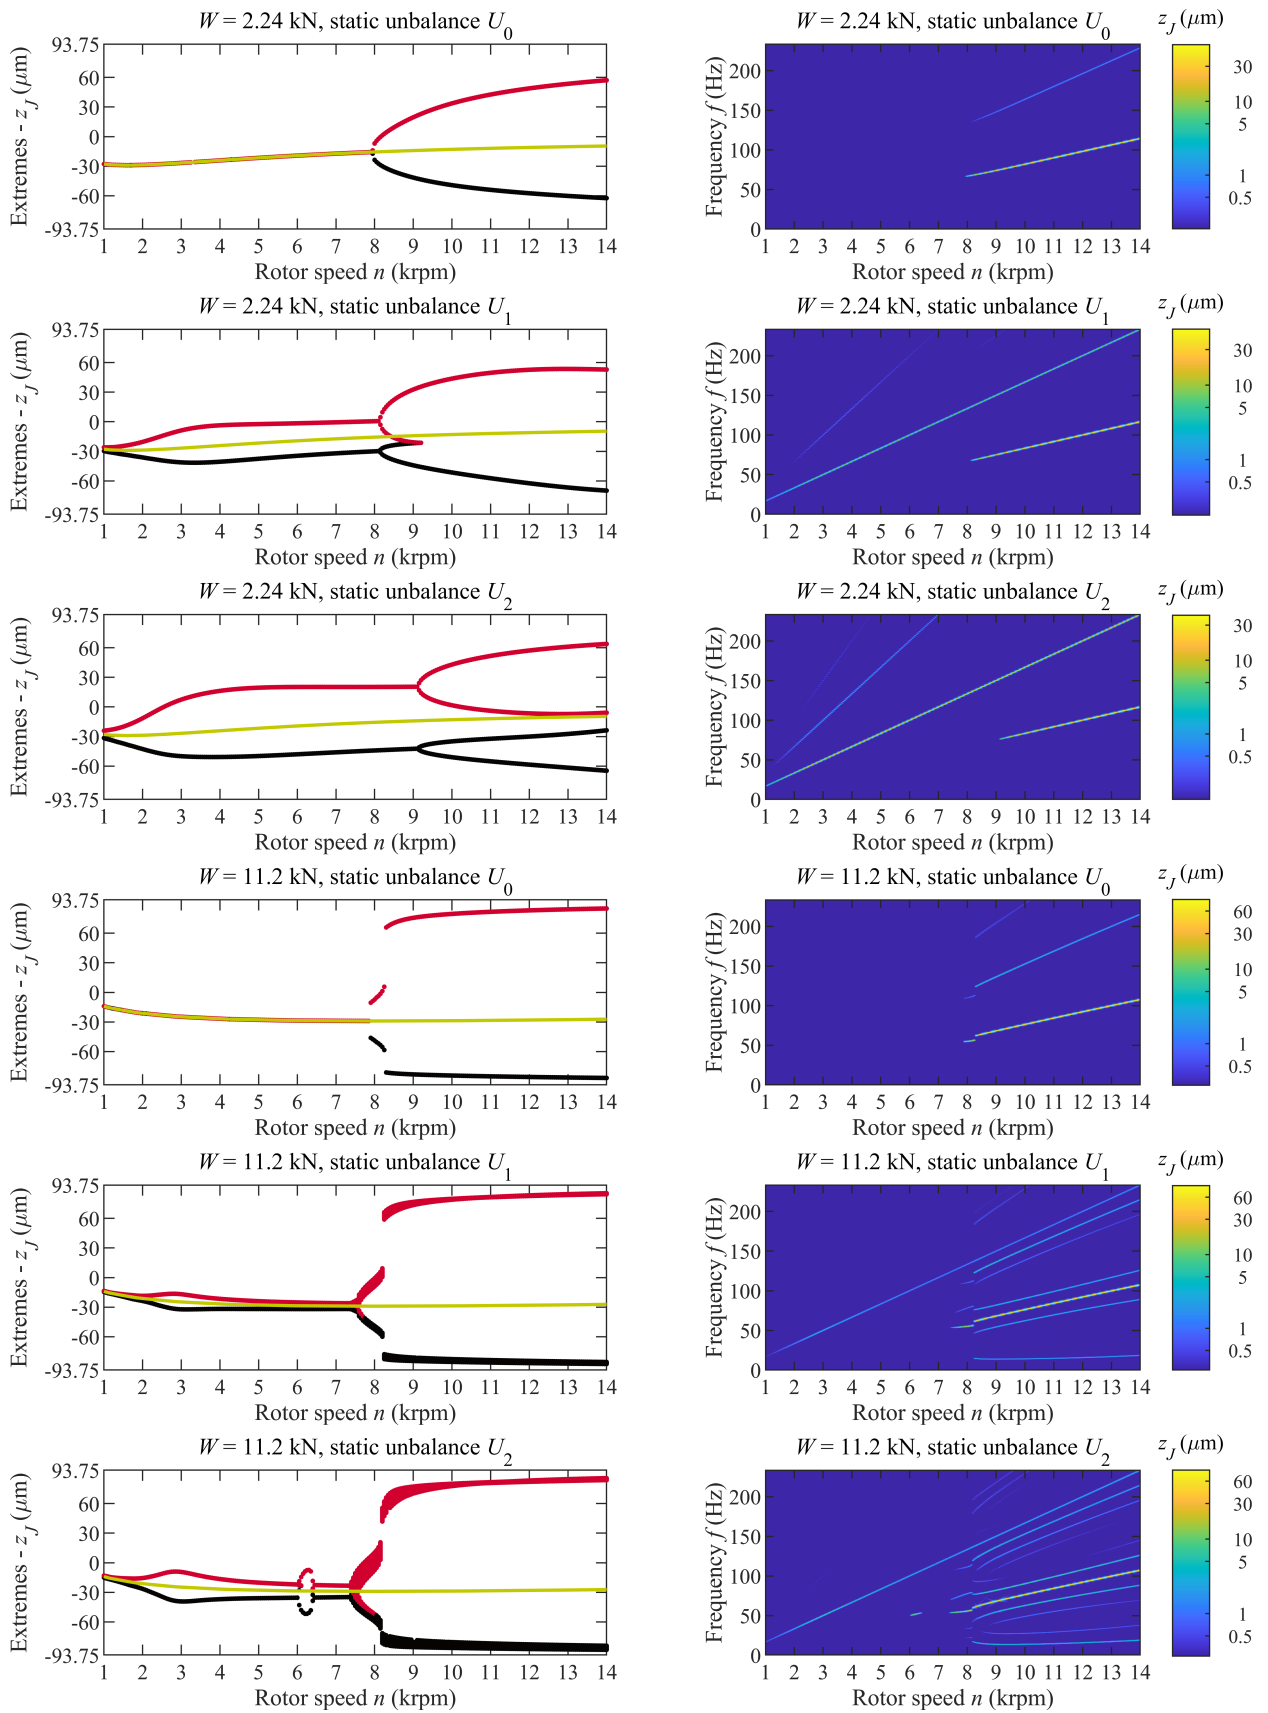 W = 2.24 kN, static unbalance U0
Extremes - zJ (μm)
93.75
60
30
0
-30
-60
-93.75
1 2 3 4 5 6 7 8 9 10 11 12 13 14
Rotor speed n (krpm)
W = 2.24 kN, static unbalance U0
Frequency f (Hz)
200
150
100
50
0
1 2 3 4 5 6 7 8 9 10 11 12 13 14
Rotor speed n (krpm)
zJ (μm)
30
10
5
1
0.5
W = 2.24 kN, static unbalance U1
Extremes - zJ (μm)
93.75
60
30
0
-30
-60
-93.75
1 2 3 4 5 6 7 8 9 10 11 12 13 14
Rotor speed n (krpm)
W = 2.24 kN, static unbalance U1
Frequency f (Hz)
200
150
100
50
0
1 2 3 4 5 6 7 8 9 10 11 12 13 14
Rotor speed n (krpm)
zJ (μm)
30
10
5
1
0.5
W = 2.24 kN, static unbalance U2
Extremes - zJ (μm)
93.75
60
30
0
-30
-60
-93.75
1 2 3 4 5 6 7 8 9 10 11 12 13 14
Rotor speed n (krpm)
W = 2.24 kN, static unbalance U2
Frequency f (Hz)
200
150
100
50
0
1 2 3 4 5 6 7 8 9 10 11 12 13 14
Rotor speed n (krpm)
zJ (μm)
30
10
5
1
0.5
W = 11.2 kN, static unbalance U0
Extremes - zJ (μm)
93.75
60
30
0
-30
-60
-93.75
1 2 3 4 5 6 7 8 9 10 11 12 13 14
Rotor speed n (krpm)
W = 11.2 kN, static unbalance U0
Frequency f (Hz)
200
150
100
50
0
1 2 3 4 5 6 7 8 9 10 11 12 13 14
Rotor speed n (krpm)
zJ (μm)
60
30
10
5
1
0.5
W = 11.2 kN, static unbalance U1
Extremes - zJ (μm)
93.75
60
30
0
-30
-60
-93.75
1 2 3 4 5 6 7 8 9 10 11 12 13 14
Rotor speed n (krpm)
W = 11.2 kN, static unbalance U1
Frequency f (Hz)
200
150
100
50
0
1 2 3 4 5 6 7 8 9 10 11 12 13 14
Rotor speed n (krpm)
zJ (μm)
60
30
10
5
1
0.5
W = 11.2 kN, static unbalance U2
Extremes - zJ (μm)
93.75
60
30
0
-30
-60
-93.75
1 2 3 4 5 6 7 8 9 10 11 12 13 14
Rotor speed n (krpm)
W = 11.2 kN, static unbalance U2
Frequency f (Hz)
200
150
100
50
0
1 2 3 4 5 6 7 8 9 10 11 12 13 14
Rotor speed n (krpm)
zJ (μm)
60
30
10
5
1
0.5